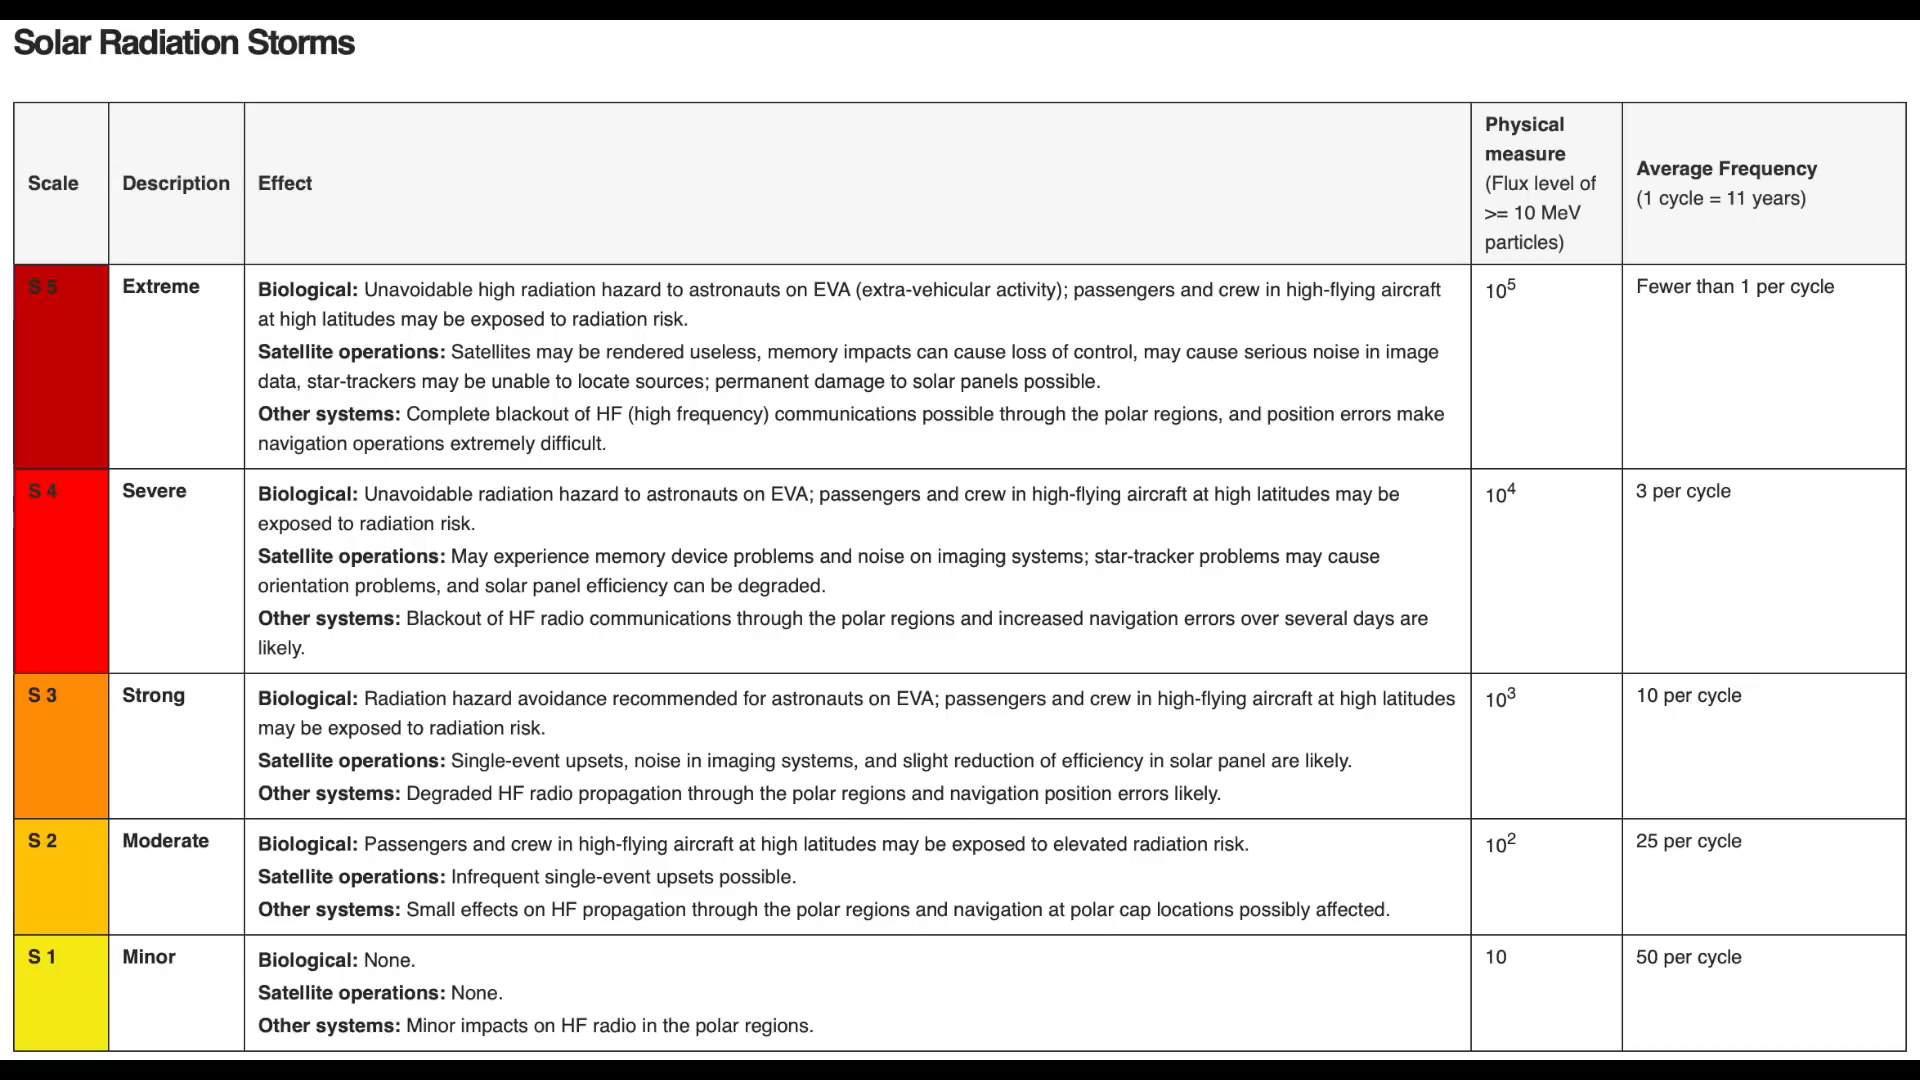 Solar Radiation Storms
Scale
Description
Effect
Physical
measure
(Flux level of
>= 10 MeV
particles)
Average Frequency
(1 cycle = 11 years)
S 5
Extreme
Biological: Unavoidable high radiation hazard to astronauts on EVA (extra-vehicular activity); passengers and crew in high-flying aircraft
at high latitudes may be exposed to radiation risk.
Satellite operations: Satellites may be rendered useless, memory impacts can cause loss of control, may cause serious noise in image
data, star-trackers may be unable to locate sources; permanent damage to solar panels possible.
Other systems: Complete blackout of HF (high frequency) communications possible through the polar regions, and position errors make
navigation operations extremely difficult.
10⁵
Fewer than 1 per cycle
S 4
Severe
Biological: Unavoidable radiation hazard to astronauts on EVA; passengers and crew in high-flying aircraft at high latitudes may be
exposed to radiation risk.
Satellite operations: May experience memory device problems and noise on imaging systems; star-tracker problems may cause
orientation problems, and solar panel efficiency can be degraded.
Other systems: Blackout of HF radio communications through the polar regions and increased navigation errors over several days are
likely.
10⁴
3 per cycle
S 3
Strong
Biological: Radiation hazard avoidance recommended for astronauts on EVA; passengers and crew in high-flying aircraft at high latitudes
may be exposed to radiation risk.
Satellite operations: Single-event upsets, noise in imaging systems, and slight reduction of efficiency in solar panel are likely.
Other systems: Degraded HF radio propagation through the polar regions and navigation position errors likely.
10³
10 per cycle
S 2
Moderate
Biological: Passengers and crew in high-flying aircraft at high latitudes may be exposed to elevated radiation risk.
Satellite operations: Infrequent single-event upsets possible.
Other systems: Small effects on HF propagation through the polar regions and navigation at polar cap locations possibly affected.
10²
25 per cycle
S 1
Minor
Biological: None.
Satellite operations: None.
Other systems: Minor impacts on HF radio in the polar regions.
10
50 per cycle